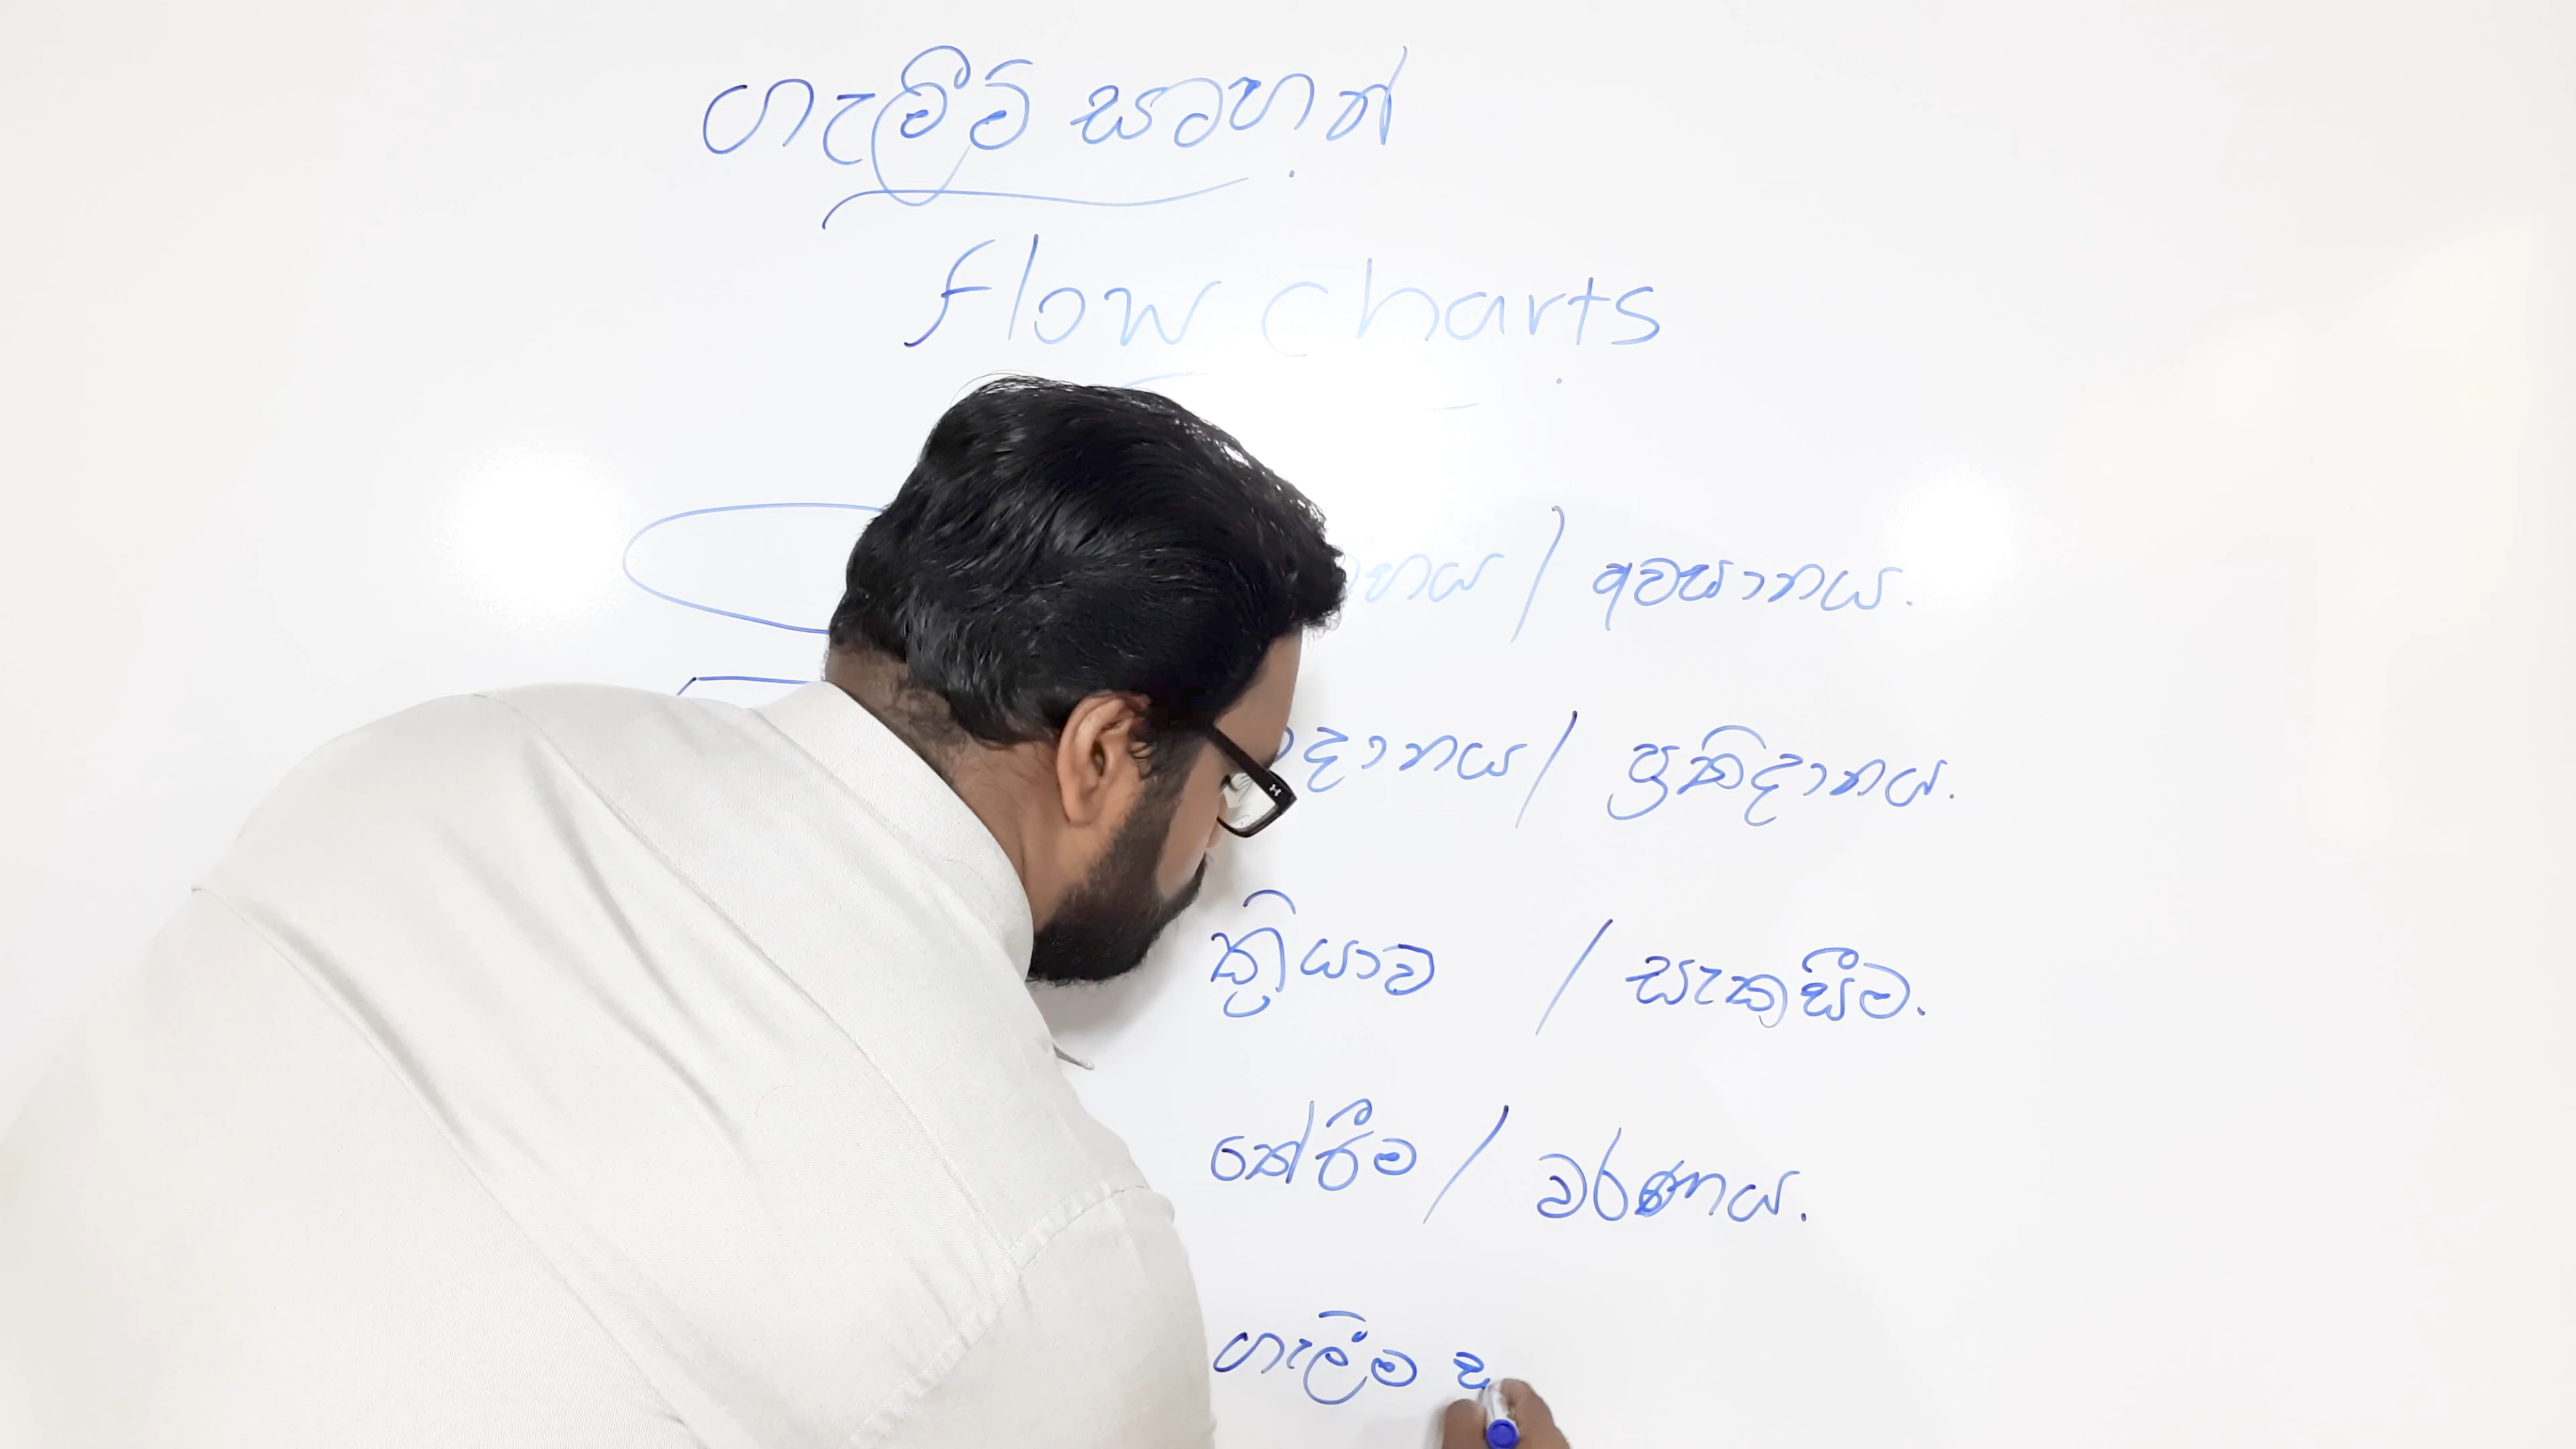 ගැලීම් සටහන්
flow charts
/ අවසානය.
/ ප්‍රතිදානය.
ක්‍රියාව / සැකසීම.
තේරීම / වරණය.
ගැලීම